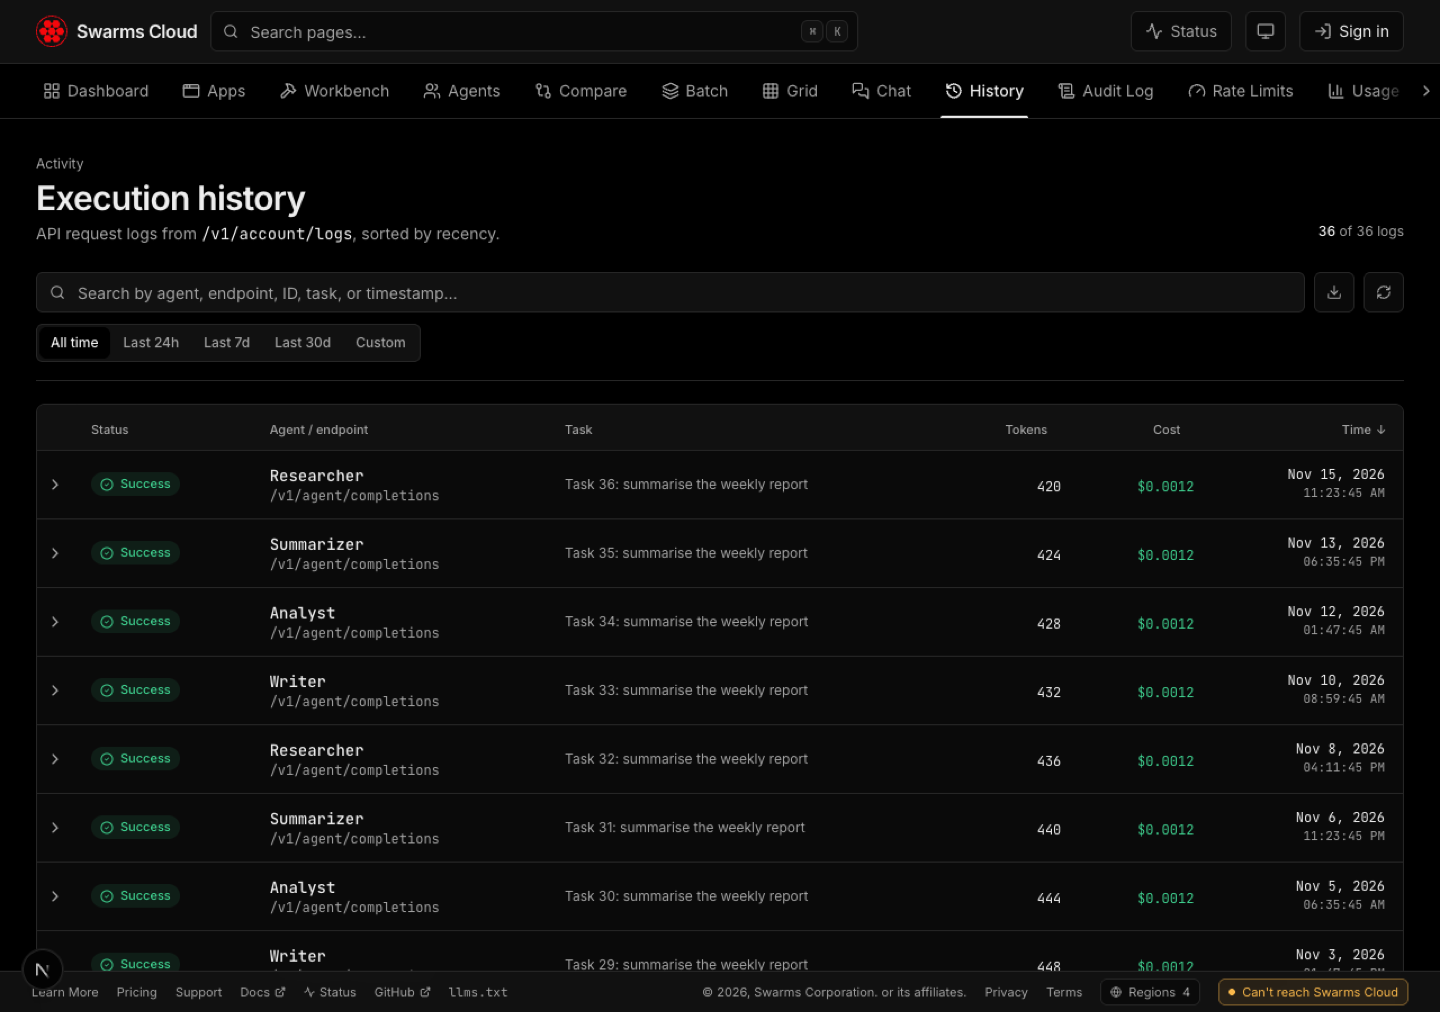 Swarms Cloud
Search pages...
⌘ K
Status
Sign in
Dashboard
Apps
Workbench
Agents
Compare
Batch
Grid
Chat
History
Audit Log
Rate Limits
Usage
Activity
Execution history
API request logs from /v1/account/logs, sorted by recency.
36 of 36 logs
Search by agent, endpoint, ID, task, or timestamp...
All time
Last 24h
Last 7d
Last 30d
Custom
Status
Agent / endpoint
Task
Tokens
Cost
Time ↓
Success
Researcher
/v1/agent/completions
Task 36: summarise the weekly report
420
$0.0012
Nov 15, 2026
11:23:45 AM
Success
Summarizer
/v1/agent/completions
Task 35: summarise the weekly report
424
$0.0012
Nov 13, 2026
06:35:45 PM
Success
Analyst
/v1/agent/completions
Task 34: summarise the weekly report
428
$0.0012
Nov 12, 2026
01:47:45 AM
Success
Writer
/v1/agent/completions
Task 33: summarise the weekly report
432
$0.0012
Nov 10, 2026
08:59:45 AM
Success
Researcher
/v1/agent/completions
Task 32: summarise the weekly report
436
$0.0012
Nov 8, 2026
04:11:45 PM
Success
Summarizer
/v1/agent/completions
Task 31: summarise the weekly report
440
$0.0012
Nov 6, 2026
11:23:45 PM
Success
Analyst
/v1/agent/completions
Task 30: summarise the weekly report
444
$0.0012
Nov 5, 2026
06:35:45 AM
Success
Writer
Task 29: summarise the weekly report
448
$0.0012
Nov 3, 2026
N
Learn More
Pricing
Support
Docs
Status
GitHub
llms.txt
© 2026, Swarms Corporation. or its affiliates.
Privacy
Terms
Regions 4
Can't reach Swarms Cloud